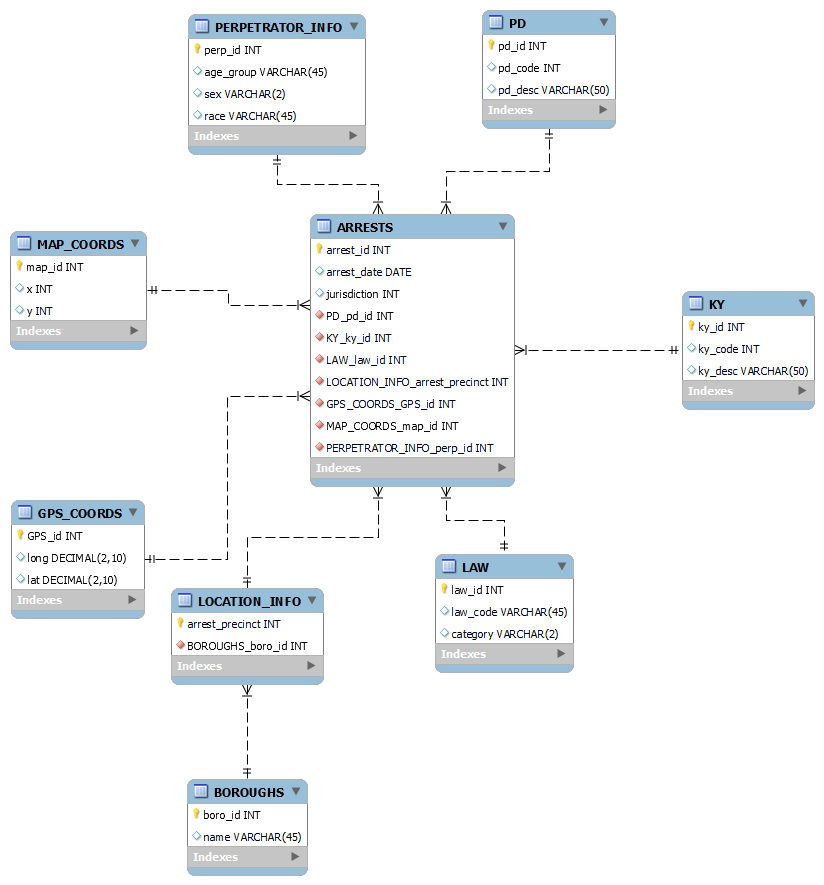 PERPETRATOR_INFO
perp_id INT
age_group VARCHAR(45)
sex VARCHAR(2)
race VARCHAR(45)
Indexes
PD
pd_id INT
pd_code INT
pd_desc VARCHAR(50)
Indexes
ARRESTS
arrest_id INT
arrest_date DATE
jurisdiction INT
PD_pd_id INT
KY_ky_id INT
LAW_law_id INT
LOCATION_INFO_arrest_precinct INT
GPS_COORDS_GPS_id INT
MAP_COORDS_map_id INT
PERPETRATOR_INFO_perp_id INT
Indexes
MAP_COORDS
map_id INT
x INT
y INT
Indexes
KY
ky_id INT
ky_code INT
ky_desc VARCHAR(50)
Indexes
GPS_COORDS
GPS_id INT
long DECIMAL(2,10)
lat DECIMAL(2,10)
Indexes
LOCATION_INFO
arrest_precinct INT
BOROUGHS_boro_id INT
Indexes
LAW
law_id INT
law_code VARCHAR(45)
category VARCHAR(2)
Indexes
BOROUGHS
boro_id INT
name VARCHAR(45)
Indexes